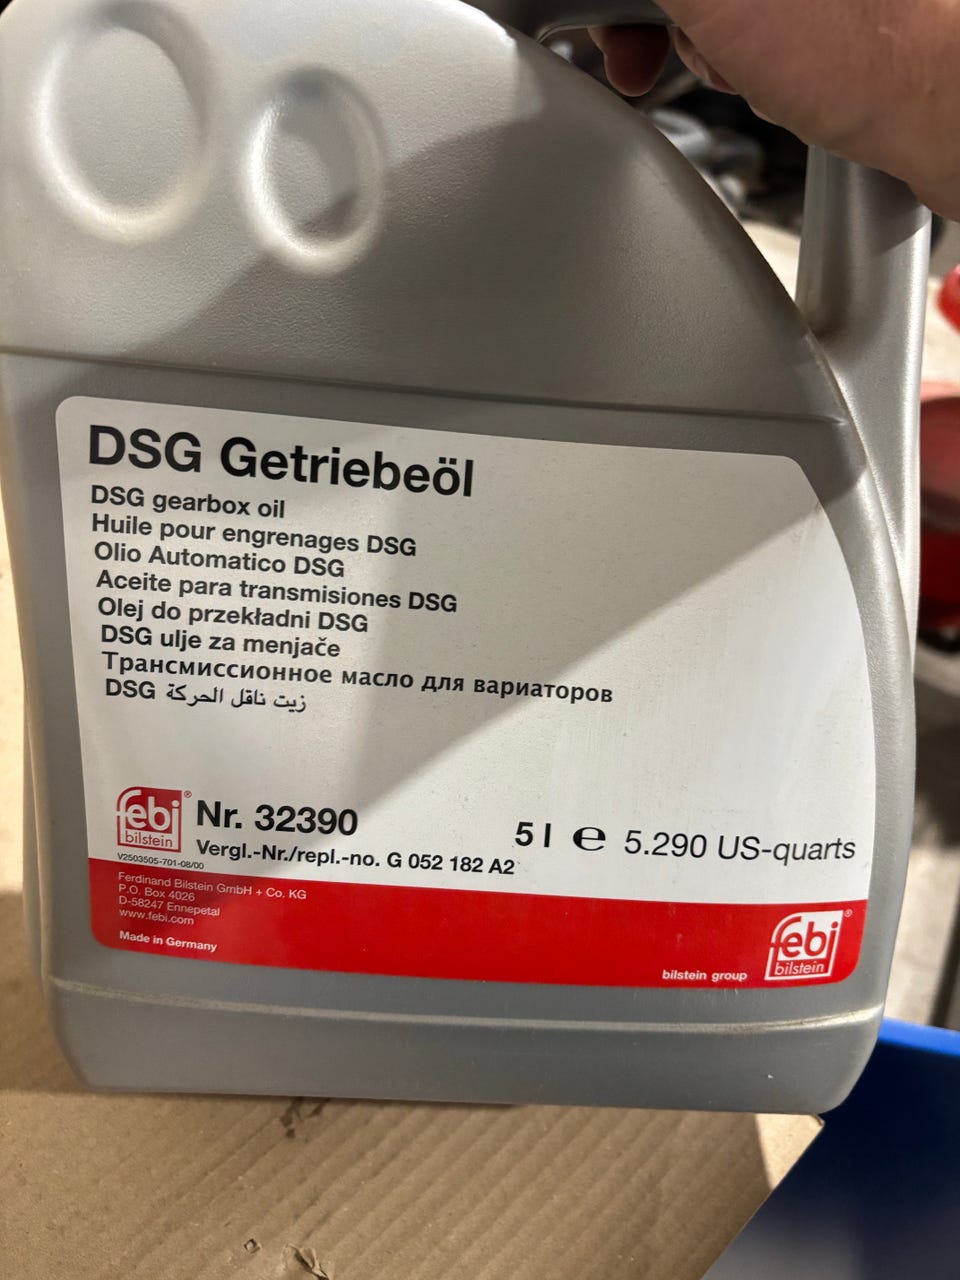 DSG Getriebeöl
DSG gearbox oil
Huile pour engrenages DSG
Olio Automatico DSG
Aceite para transmisiones DSG
Olej do przekładni DSG
DSG ulje za menjače
Трансмиссионное масло для вариаторов
زيت ناقل الحركة DSG
febi®
bilstein
Nr. 32390
5 l ℮ 5.290 US-quarts
Vergl.-Nr./repl.-no. G 052 182 A2
V2503505-701-08/00
Ferdinand Bilstein GmbH + Co. KG
P.O. Box 4026
D-58247 Ennepetal
www.febi.com
Made in Germany
bilstein group
febi®
bilstein